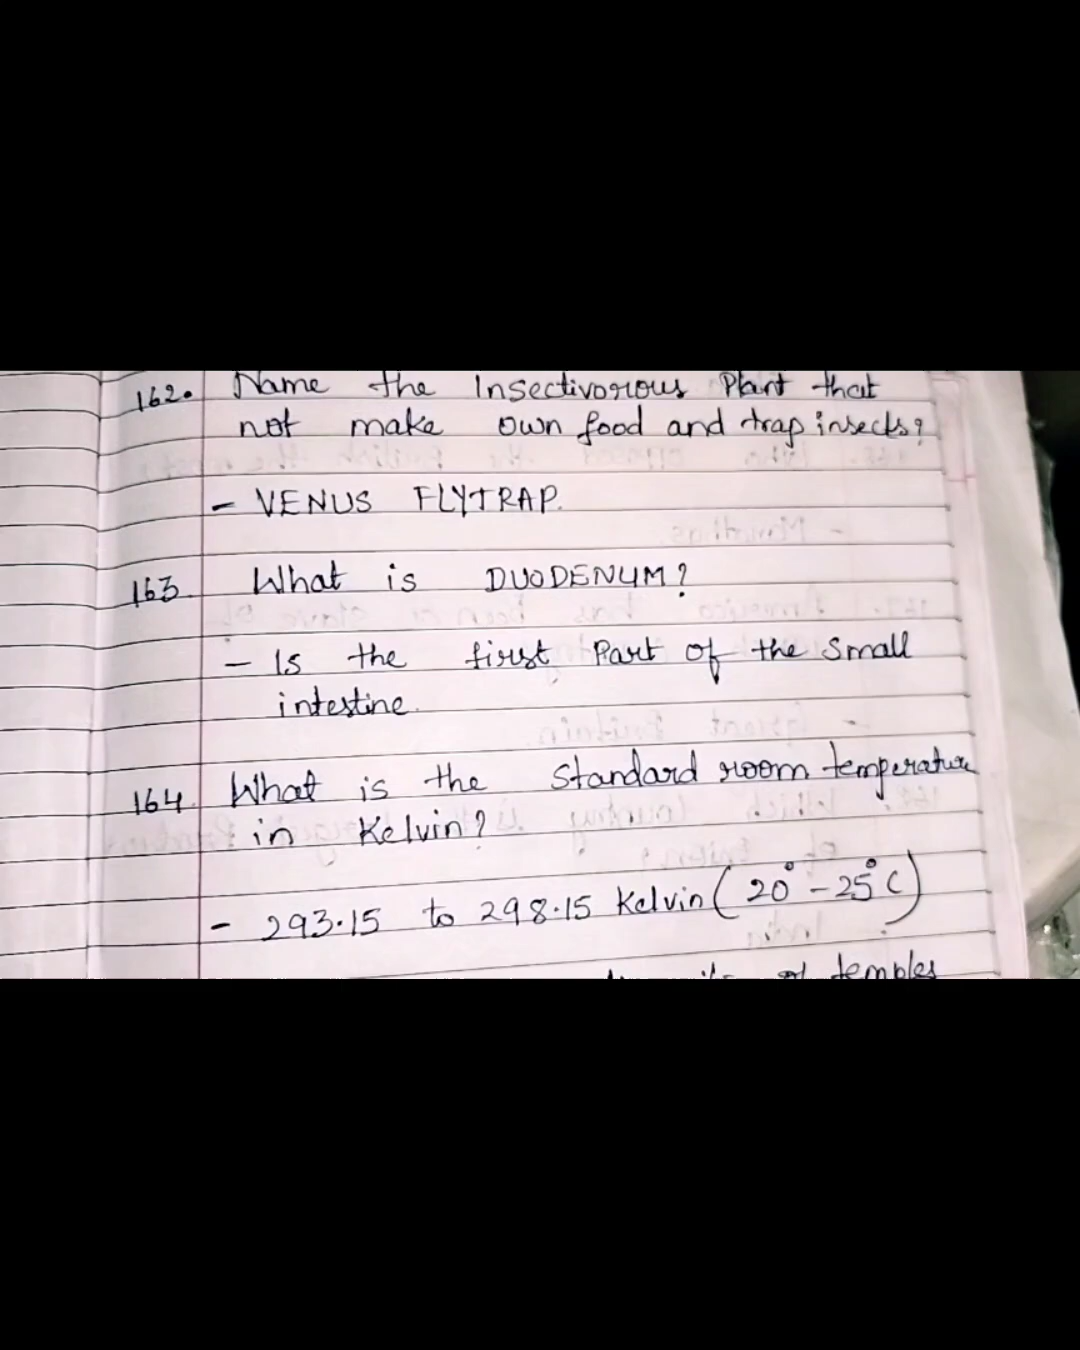 162. Name the Insectivorous Plant that
not make own food and trap insects?
- VENUS FLYTRAP.
163. What is DUODENUM?
- Is the first Part of the Small
intestine.
164. What is the Standard room temperature
in Kelvin?
- 293.15 to 298.15 Kelvin (20° - 25°C)
of temples